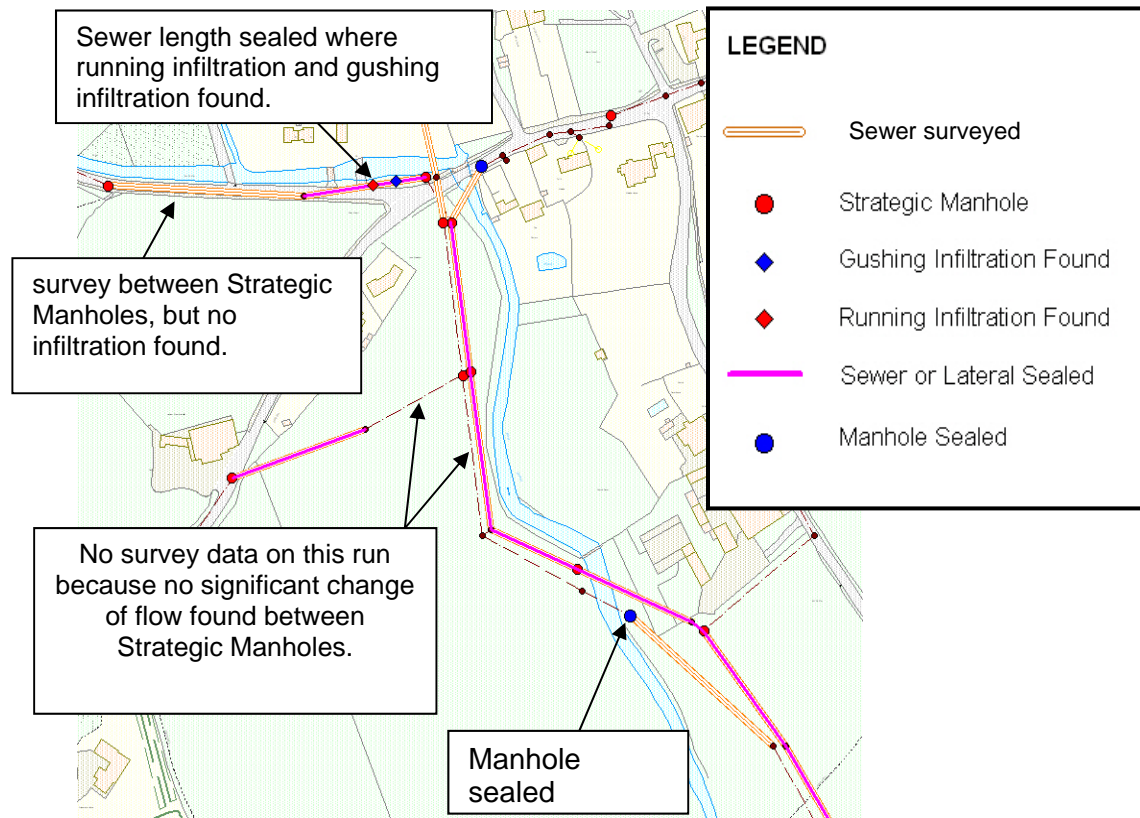 Sewer length sealed where
running infiltration and gushing
infiltration found.
LEGEND
Sewer surveyed
Strategic Manhole
Gushing Infiltration Found
Running Infiltration Found
Sewer or Lateral Sealed
Manhole Sealed
survey between Strategic
Manholes, but no
infiltration found.
No survey data on this run
because no significant change
of flow found between
Strategic Manholes.
Manhole
sealed